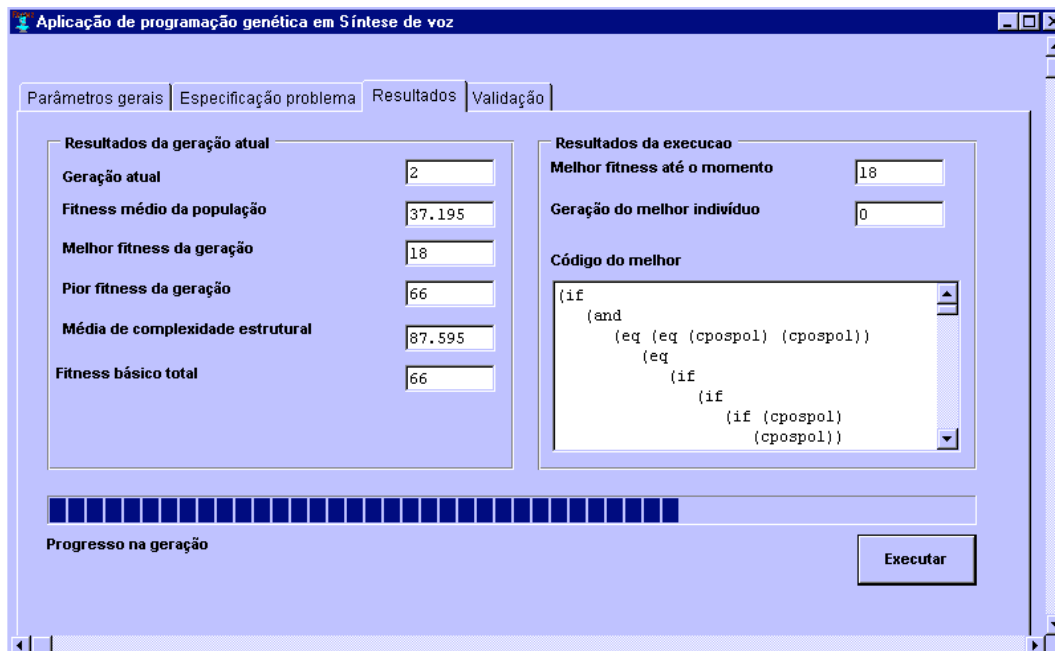 Aplicação de programação genética em Síntese de voz
Parâmetros gerais Especificação problema Resultados Validação
Resultados da geração atual
Geração atual 2
Fitness médio da população 37.195
Melhor fitness da geração 18
Pior fitness da geração 66
Média de complexidade estrutural 87.595
Fitness básico total 66
Resultados da execucao
Melhor fitness até o momento 18
Geração do melhor indivíduo 0
Código do melhor
(if
(and
(eq (eq (cpospol) (cpospol))
(eq
(if
(if
(if (cpospol)
(cpospol))
Progresso na geração
Executar